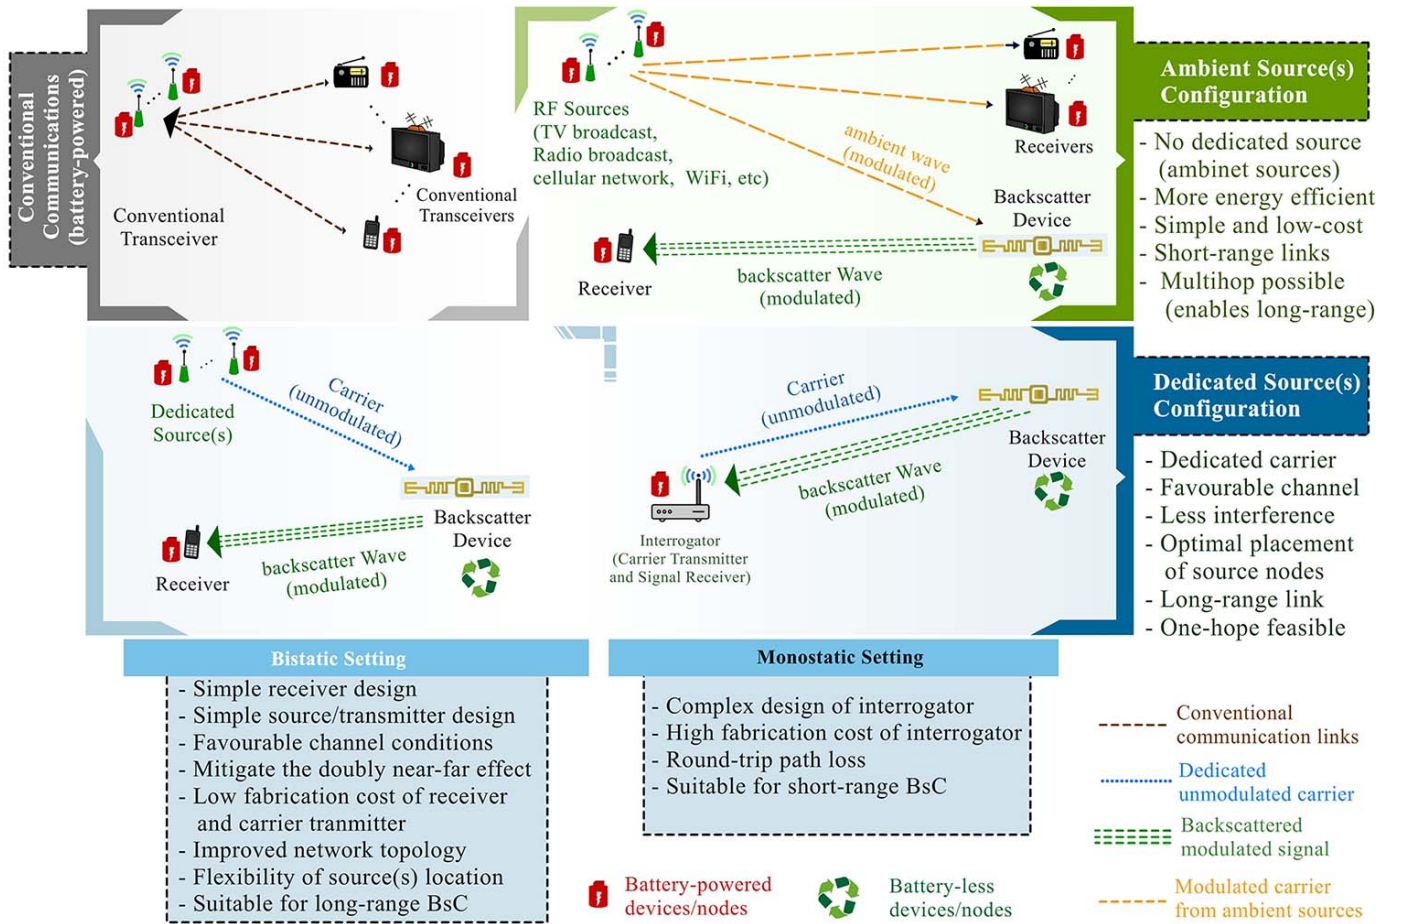 Conventional
Communications
(battery-powered)
Conventional
Transceiver
Conventional
Transceivers
RF Sources
(TV broadcast,
Radio broadcast,
cellular network, WiFi, etc)
ambient wave
(modulated)
Receivers
Backscatter
Device
Receiver
backscatter Wave
(modulated)
Ambient Source(s)
Configuration
- No dedicated source
(ambinet sources)
- More energy efficient
- Simple and low-cost
- Short-range links
- Multihop possible
(enables long-range)
Dedicated
Source(s)
Carrier
(unmodulated)
Backscatter
Device
Receiver
backscatter Wave
(modulated)
Carrier
(unmodulated)
backscatter Wave
(modulated)
Backscatter
Device
Interrogator
(Carrier Transmitter
and Signal Receiver)
Dedicated Source(s)
Configuration
- Dedicated carrier
- Favourable channel
- Less interference
- Optimal placement
of source nodes
- Long-range link
- One-hope feasible
Bistatic Setting
- Simple receiver design
- Simple source/transmitter design
- Favourable channel conditions
- Mitigate the doubly near-far effect
- Low fabrication cost of receiver
and carrier tranmitter
- Improved network topology
- Flexibility of source(s) location
- Suitable for long-range BsC
Monostatic Setting
- Complex design of interrogator
- High fabrication cost of interrogator
- Round-trip path loss
- Suitable for short-range BsC
Battery-powered
devices/nodes
Battery-less
devices/nodes
Conventional
communication links
Dedicated
unmodulated carrier
Backscattered
modulated signal
Modulated carrier
from ambient sources